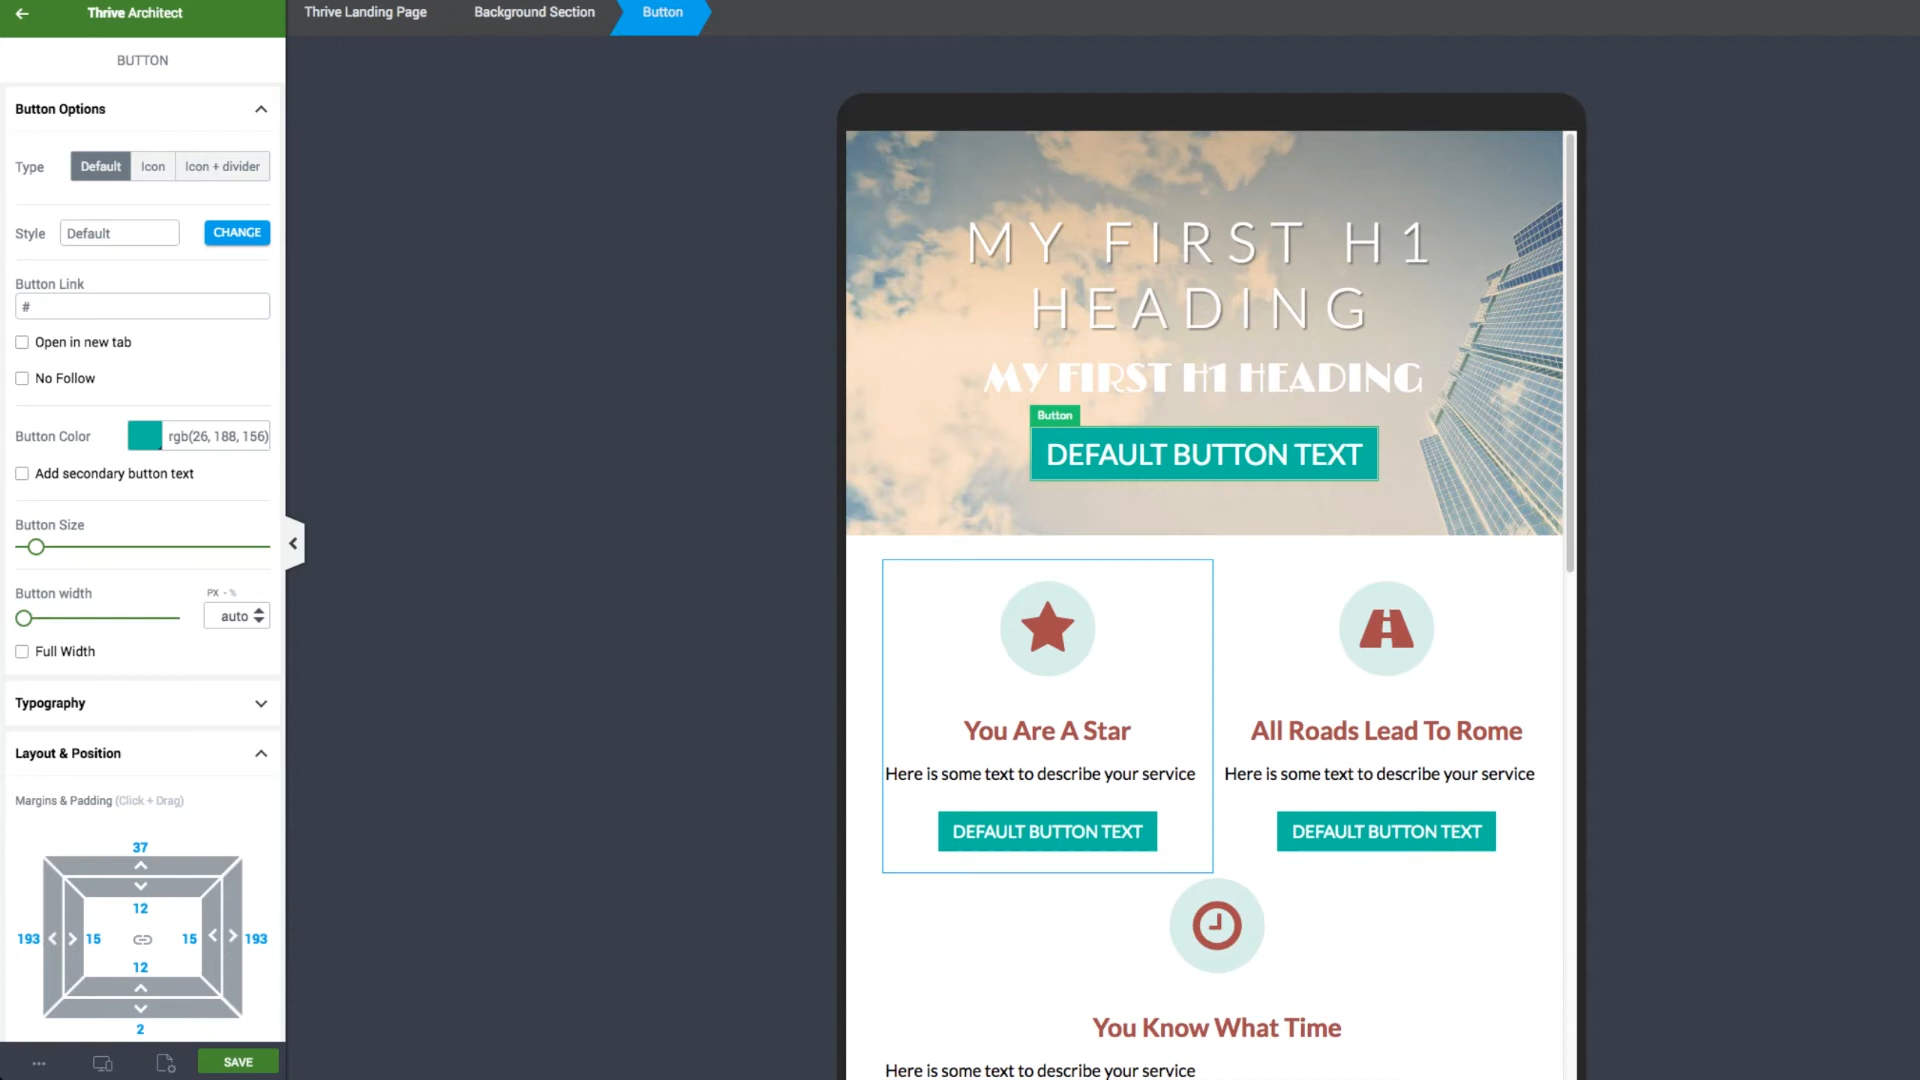 Thrive Architect
Thrive Landing Page
Background Section
Button
BUTTON
Button Options
Type
Default
Icon
Icon + divider
Style
Default
CHANGE
Button Link
#
Open in new tab
No Follow
Button Color
rgb(26, 188, 156)
Add secondary button text
Button Size
Button width
PX - %
auto
Full Width
Typography
Layout & Position
Margins & Padding (Click + Drag)
37
12
193
15
15
193
12
2
SAVE
MY FIRST H1
HEADING
MY FIRST H1 HEADING
Button
DEFAULT BUTTON TEXT
You Are A Star
Here is some text to describe your service
DEFAULT BUTTON TEXT
All Roads Lead To Rome
Here is some text to describe your service
DEFAULT BUTTON TEXT
You Know What Time
Here is some text to describe your service